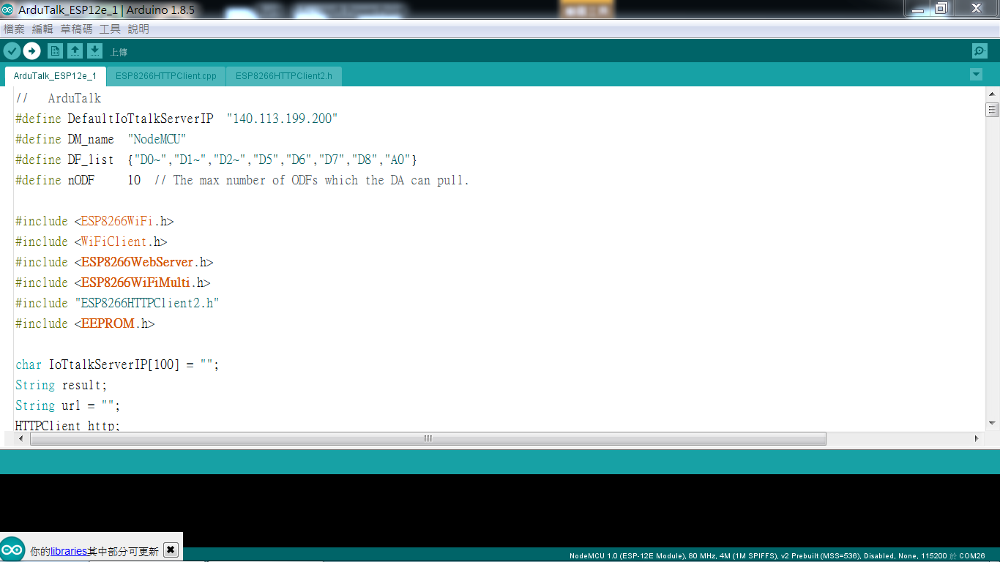 ArduTalk_ESP12e_1 | Arduino 1.8.5
檔案 編輯 草稿碼 工具 說明
上傳
ArduTalk_ESP12e_1 ESP8266HTTPClient.cpp ESP8266HTTPClient2.h
// ArduTalk
#define DefaultIoTtalkServerIP "140.113.199.200"
#define DM_name "NodeMCU"
#define DF_list {"D0~","D1~","D2~","D5","D6","D7","D8","A0"}
#define nODF 10 // The max number of ODFs which the DA can pull.
#include <ESP8266WiFi.h>
#include <WiFiClient.h>
#include <ESP8266WebServer.h>
#include <ESP8266WiFiMulti.h>
#include "ESP8266HTTPClient2.h"
#include <EEPROM.h>
char IoTtalkServerIP[100] = "";
String result;
String url = "";
HTTPClient http;
你的libraries其中部分可更新
NodeMCU 1.0 (ESP-12E Module), 80 MHz, 4M (1M SPIFFS), v2 Prebuilt (MSS=536), Disabled, None, 115200 於 COM26